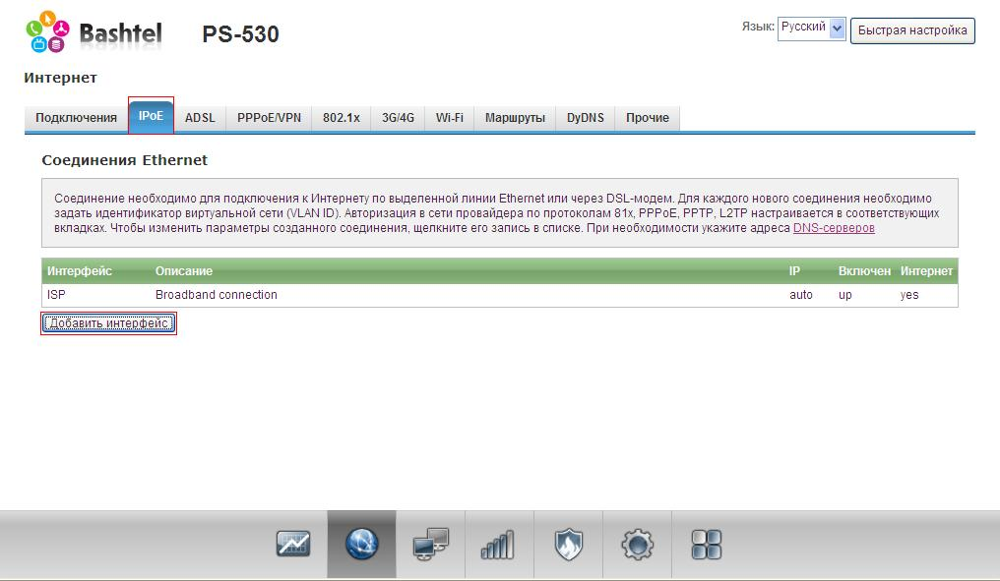 Bashtel PS-530 Язык: Русский Быстрая настройка
Интернет
Подключения IPoE ADSL PPPoE/VPN 802.1x 3G/4G Wi-Fi Маршруты DyDNS Прочие
Соединения Ethernet
Соединение необходимо для подключения к Интернету по выделенной линии Ethernet или через DSL-модем. Для каждого нового соединения необходимо
задать идентификатор виртуальной сети (VLAN ID). Авторизация в сети провайдера по протоколам 81x, PPPoE, PPTP, L2TP настраивается в соответствующих
вкладках. Чтобы изменить параметры созданного соединения, щелкните его запись в списке. При необходимости укажите адреса DNS-серверов
Интерфейс Описание IP Включен Интернет
ISP Broadband connection auto up yes
Добавить интерфейс